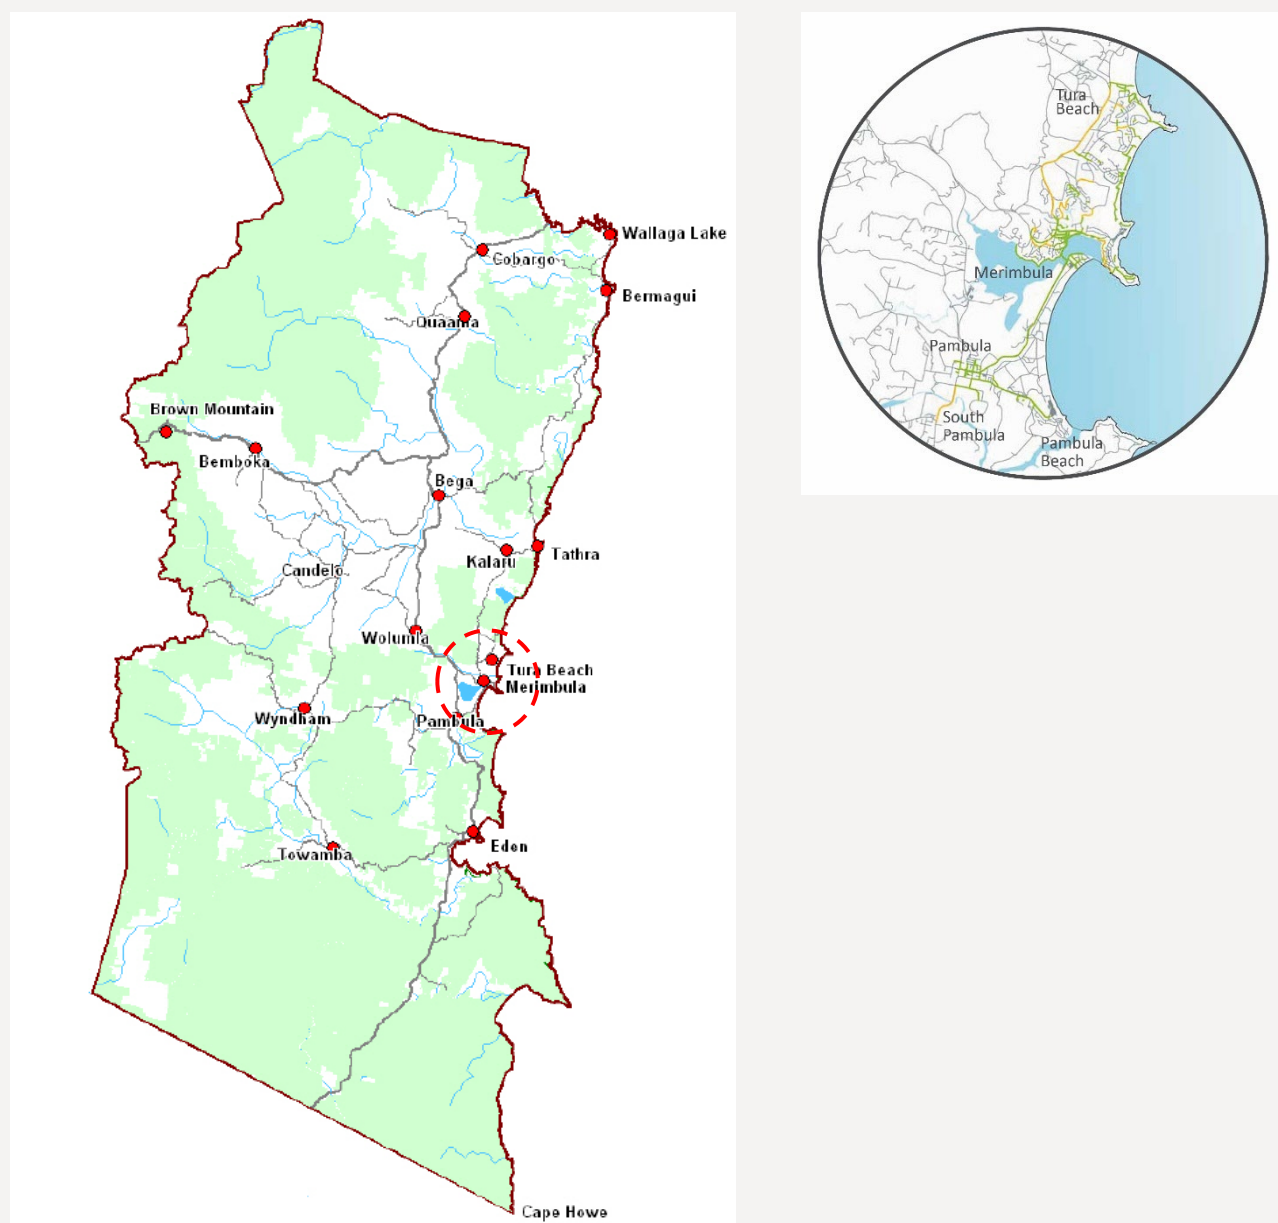 Wallaga Lake
Cobargo
Bermagui
Quaama
Brown Mountain
Bemboka
Bega
Tathra
Kalaru
Candelo
Wolumla
Tura Beach
Merimbula
Wyndham
Pambula
Eden
Towamba
Cape Howe
Tura
Beach
Merimbula
Pambula
South
Pambula
Pambula
Beach